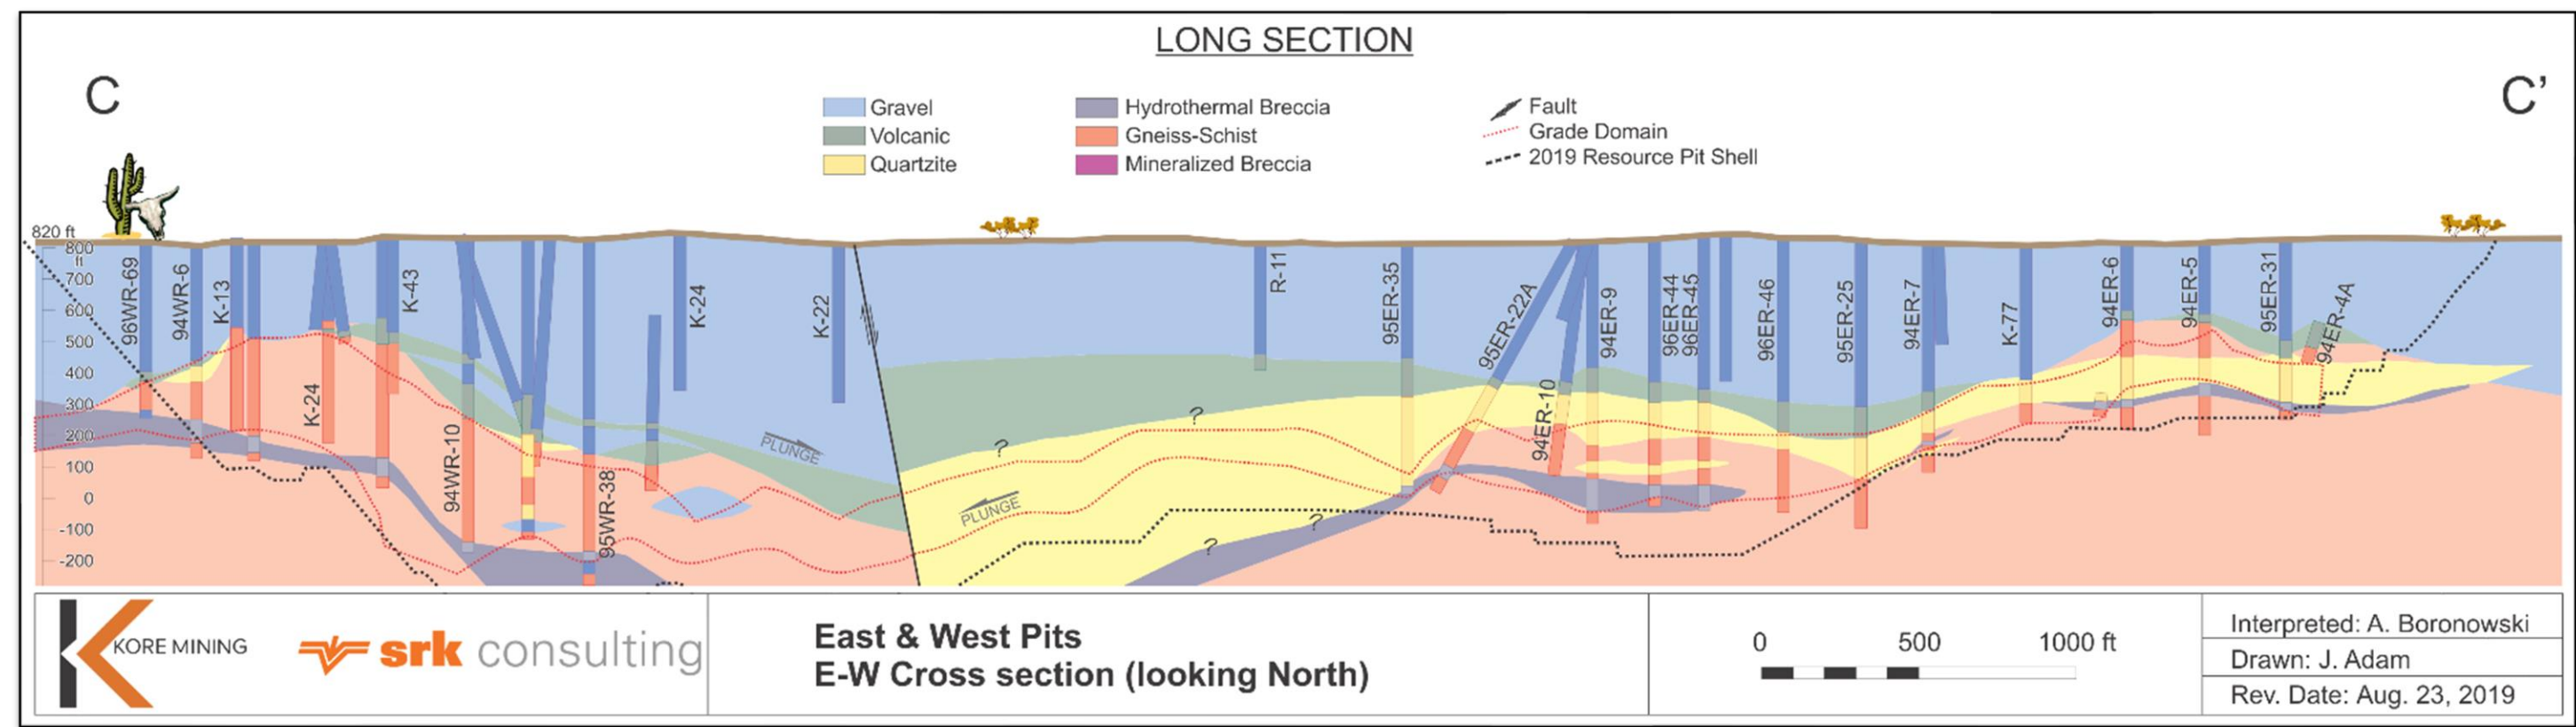 LONG SECTION
C
C’
Gravel
Volcanic
Quartzite
Hydrothermal Breccia
Gneiss-Schist
Mineralized Breccia
Fault
Grade Domain
2019 Resource Pit Shell
820 ft
800
ft
700
600
500
400
300
200
100
0
-100
-200
96WR-69
94WR-6
K-13
K-24
K-43
94WR-10
95WR-38
K-24
K-22
PLUNGE
PLUNGE
?
?
?
?
R-11
95ER-35
95ER-22A
94ER-10
94ER-9
96ER-44
96ER-45
96ER-46
95ER-25
94ER-7
K-77
94ER-6
94ER-5
95ER-31
94ER-4A
KORE MINING
srk consulting
East & West Pits
E-W Cross section (looking North)
0 500 1000 ft
Interpreted: A. Boronowski
Drawn: J. Adam
Rev. Date: Aug. 23, 2019